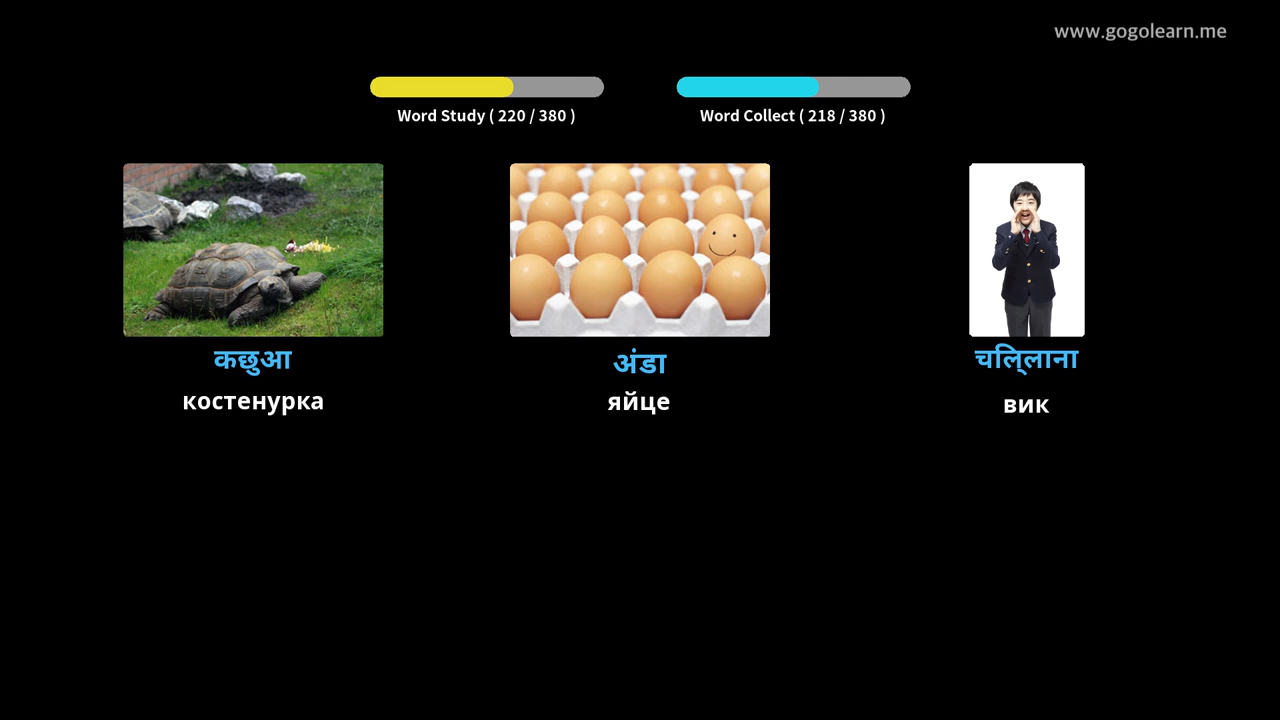 www.gogolearn.me
Word Study ( 220 / 380 )
Word Collect ( 218 / 380 )
कछुआ
अंडा
चिल्लाना
костенурка
яйце
вик